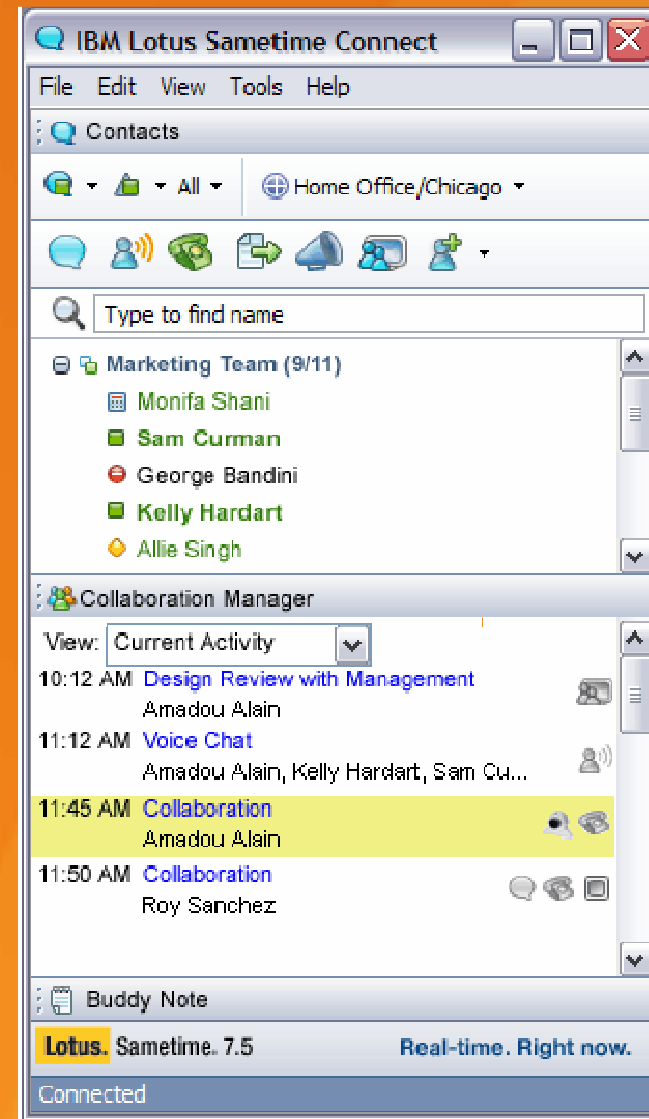 IBM Lotus Sametime Connect
File Edit View Tools Help
Contacts
All Home Office/Chicago
Type to find name
Marketing Team (9/11)
Monifa Shani
Sam Curman
George Bandini
Kelly Hardart
Allie Singh
Collaboration Manager
View: Current Activity
10:12 AM Design Review with Management
Amadou Alain
11:12 AM Voice Chat
Amadou Alain, Kelly Hardart, Sam Cu...
11:45 AM Collaboration
Amadou Alain
11:50 AM Collaboration
Roy Sanchez
Buddy Note
Lotus. Sametime. 7.5 Real-time. Right now.
Connected